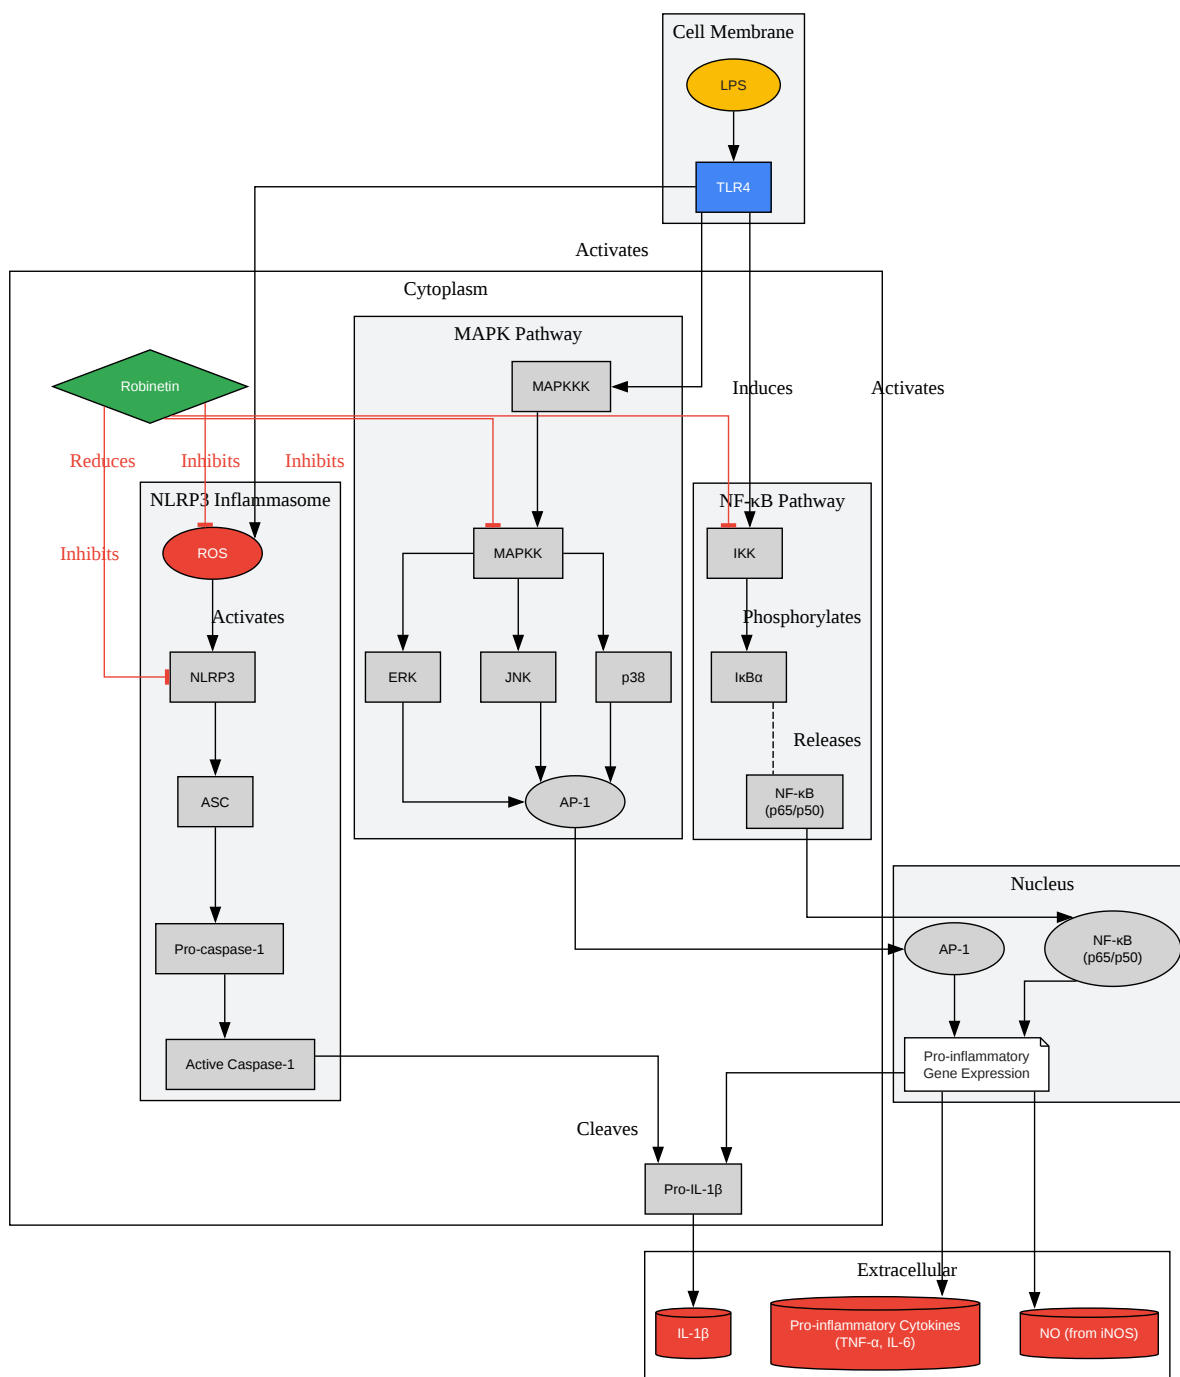 Cell Membrane
LPS
TLR4
Activates
Cytoplasm
MAPK Pathway
Robinetin
MAPKKK
Induces
Activates
Reduces
Inhibits
Inhibits
NLRP3 Inflammasome
NF-κB Pathway
Inhibits
ROS
MAPKK
IKK
Activates
Phosphorylates
NLRP3
ERK
JNK
p38
IκBα
Releases
ASC
AP-1
NF-κB
(p65/p50)
Nucleus
Pro-caspase-1
AP-1
NF-κB
(p65/p50)
Active Caspase-1
Pro-inflammatory
Gene Expression
Cleaves
Pro-IL-1β
Extracellular
IL-1β
Pro-inflammatory Cytokines
(TNF-α, IL-6)
NO (from iNOS)